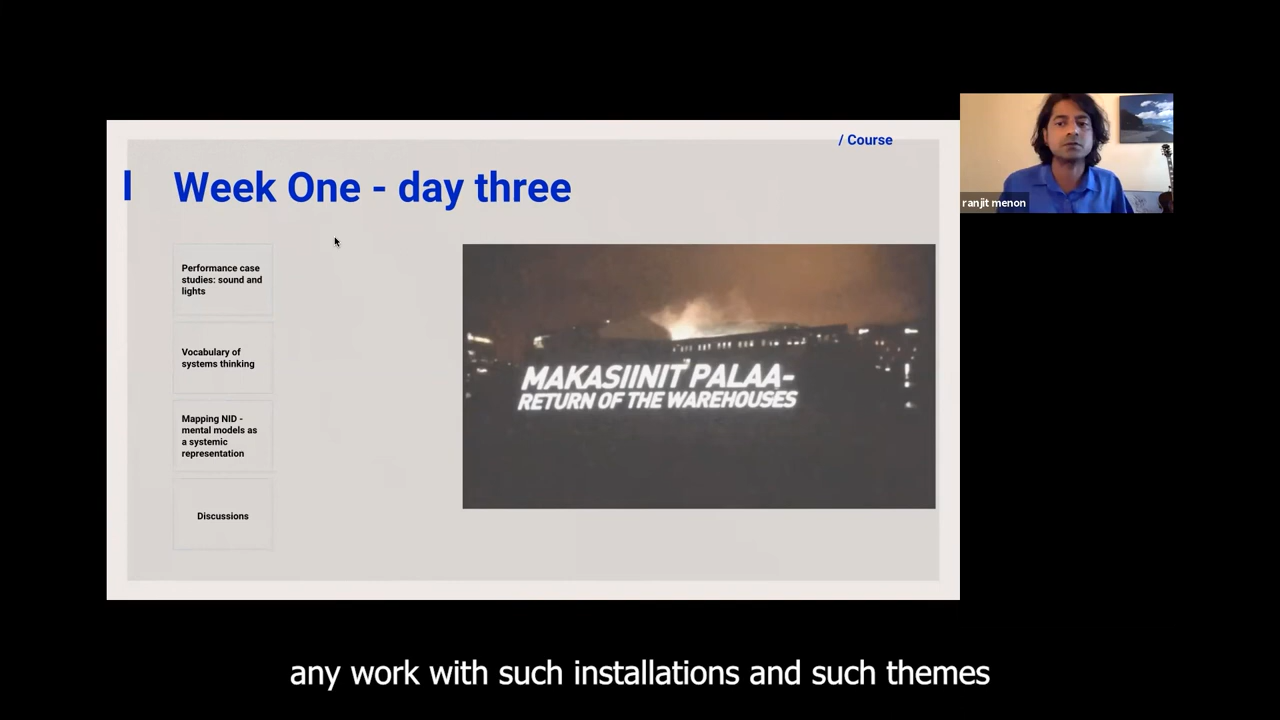 / Course
Week One - day three
Performance case
studies: sound and
lights
Vocabulary of
systems thinking
Mapping NID -
mental models as
a systemic
representation
Discussions
MAKASIINIT PALAA-
RETURN OF THE WAREHOUSES
ranjit menon
any work with such installations and such themes